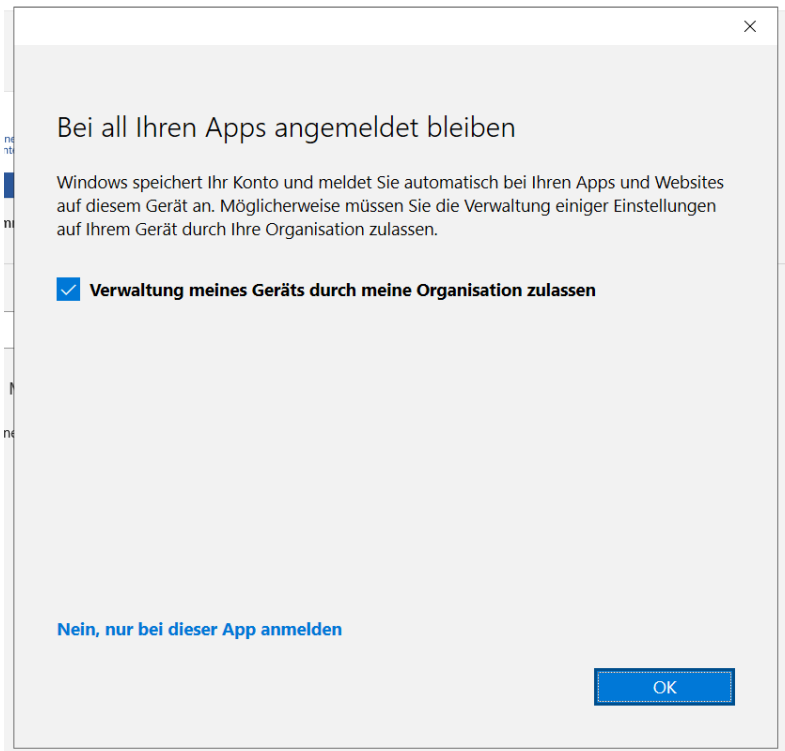 Bei all Ihren Apps angemeldet bleiben
Windows speichert Ihr Konto und meldet Sie automatisch bei Ihren Apps und Websites
auf diesem Gerät an. Möglicherweise müssen Sie die Verwaltung einiger Einstellungen
auf Ihrem Gerät durch Ihre Organisation zulassen.
Verwaltung meines Geräts durch meine Organisation zulassen
Nein, nur bei dieser App anmelden
OK